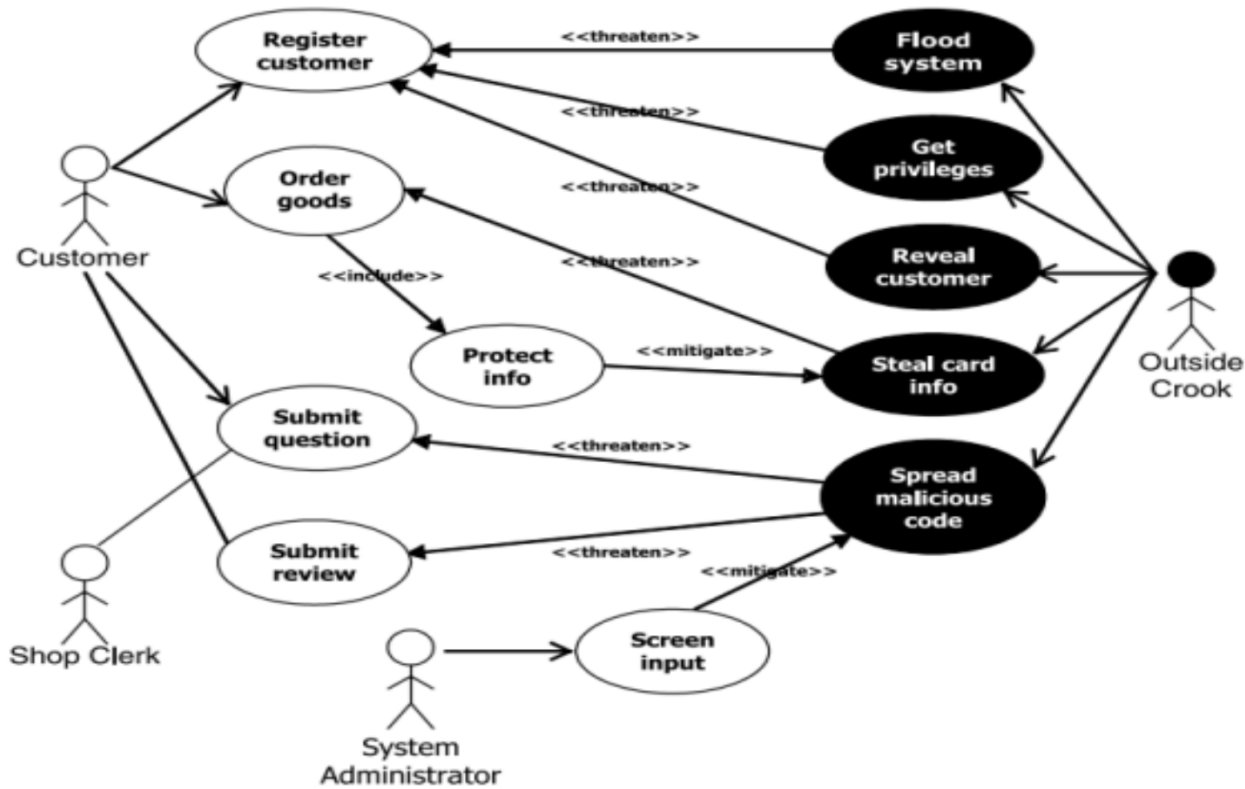 Register
customer
<<threaten>>
Flood
system
<<threaten>>
Get
privileges
Order
goods
<<threaten>>
Customer
Reveal
customer
<<threaten>>
<<include>>
Outside
Crook
Protect
info
<<mitigate>>
Steal card
info
Submit
question
<<threaten>>
Spread
malicious
code
Submit
review
<<threaten>>
<<mitigate>>
Shop Clerk
Screen
input
System
Administrator